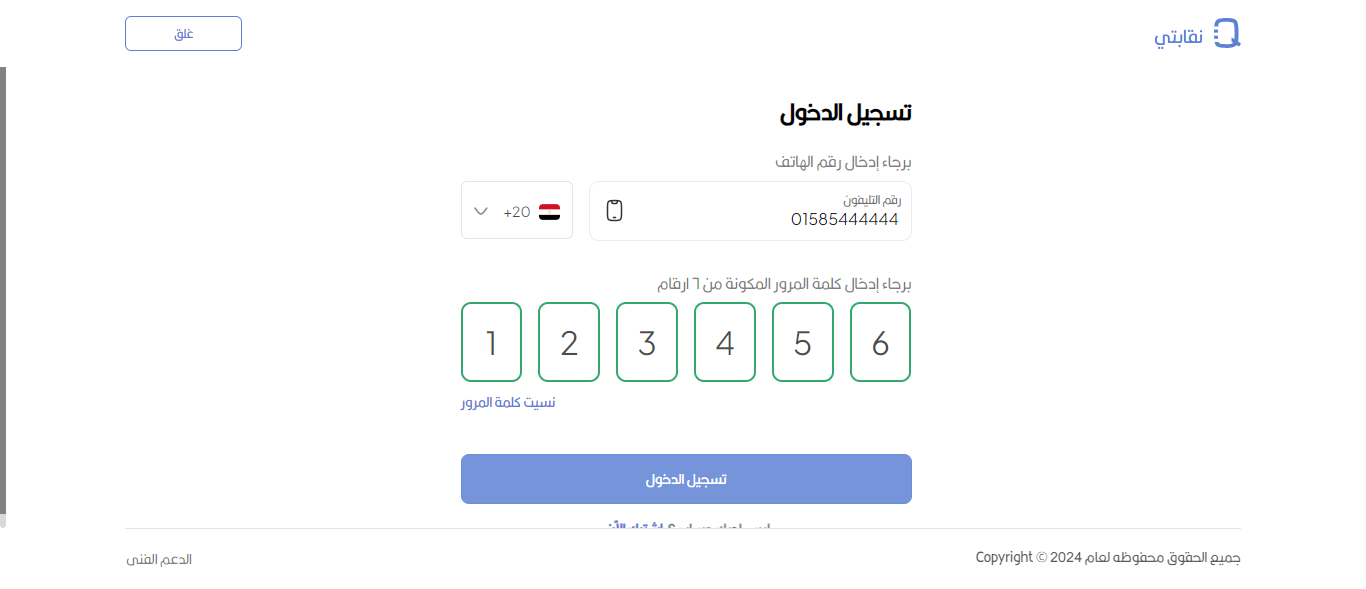 نقابتي
غلق
تسجيل الدخول
برجاء إدخال رقم الهاتف
رقم التليفون
01585444444
+20
برجاء إدخال كلمة المرور المكونة من ٦ ارقام
1 2 3 4 5 6
نسيت كلمة المرور
تسجيل الدخول
جميع الحقوق محفوظه لعام 2024 © Copyright
الدعم الفنى